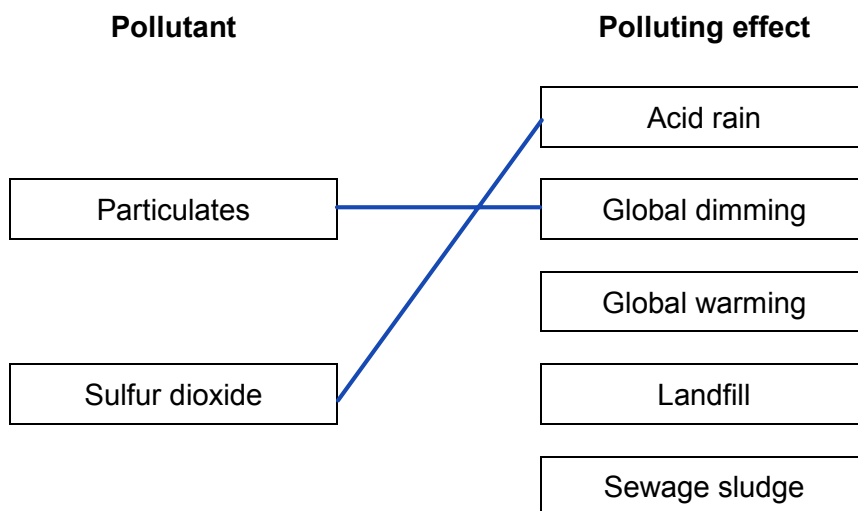 Pollutant
Polluting effect
Acid rain
Particulates
Global dimming
Global warming
Sulfur dioxide
Landfill
Sewage sludge